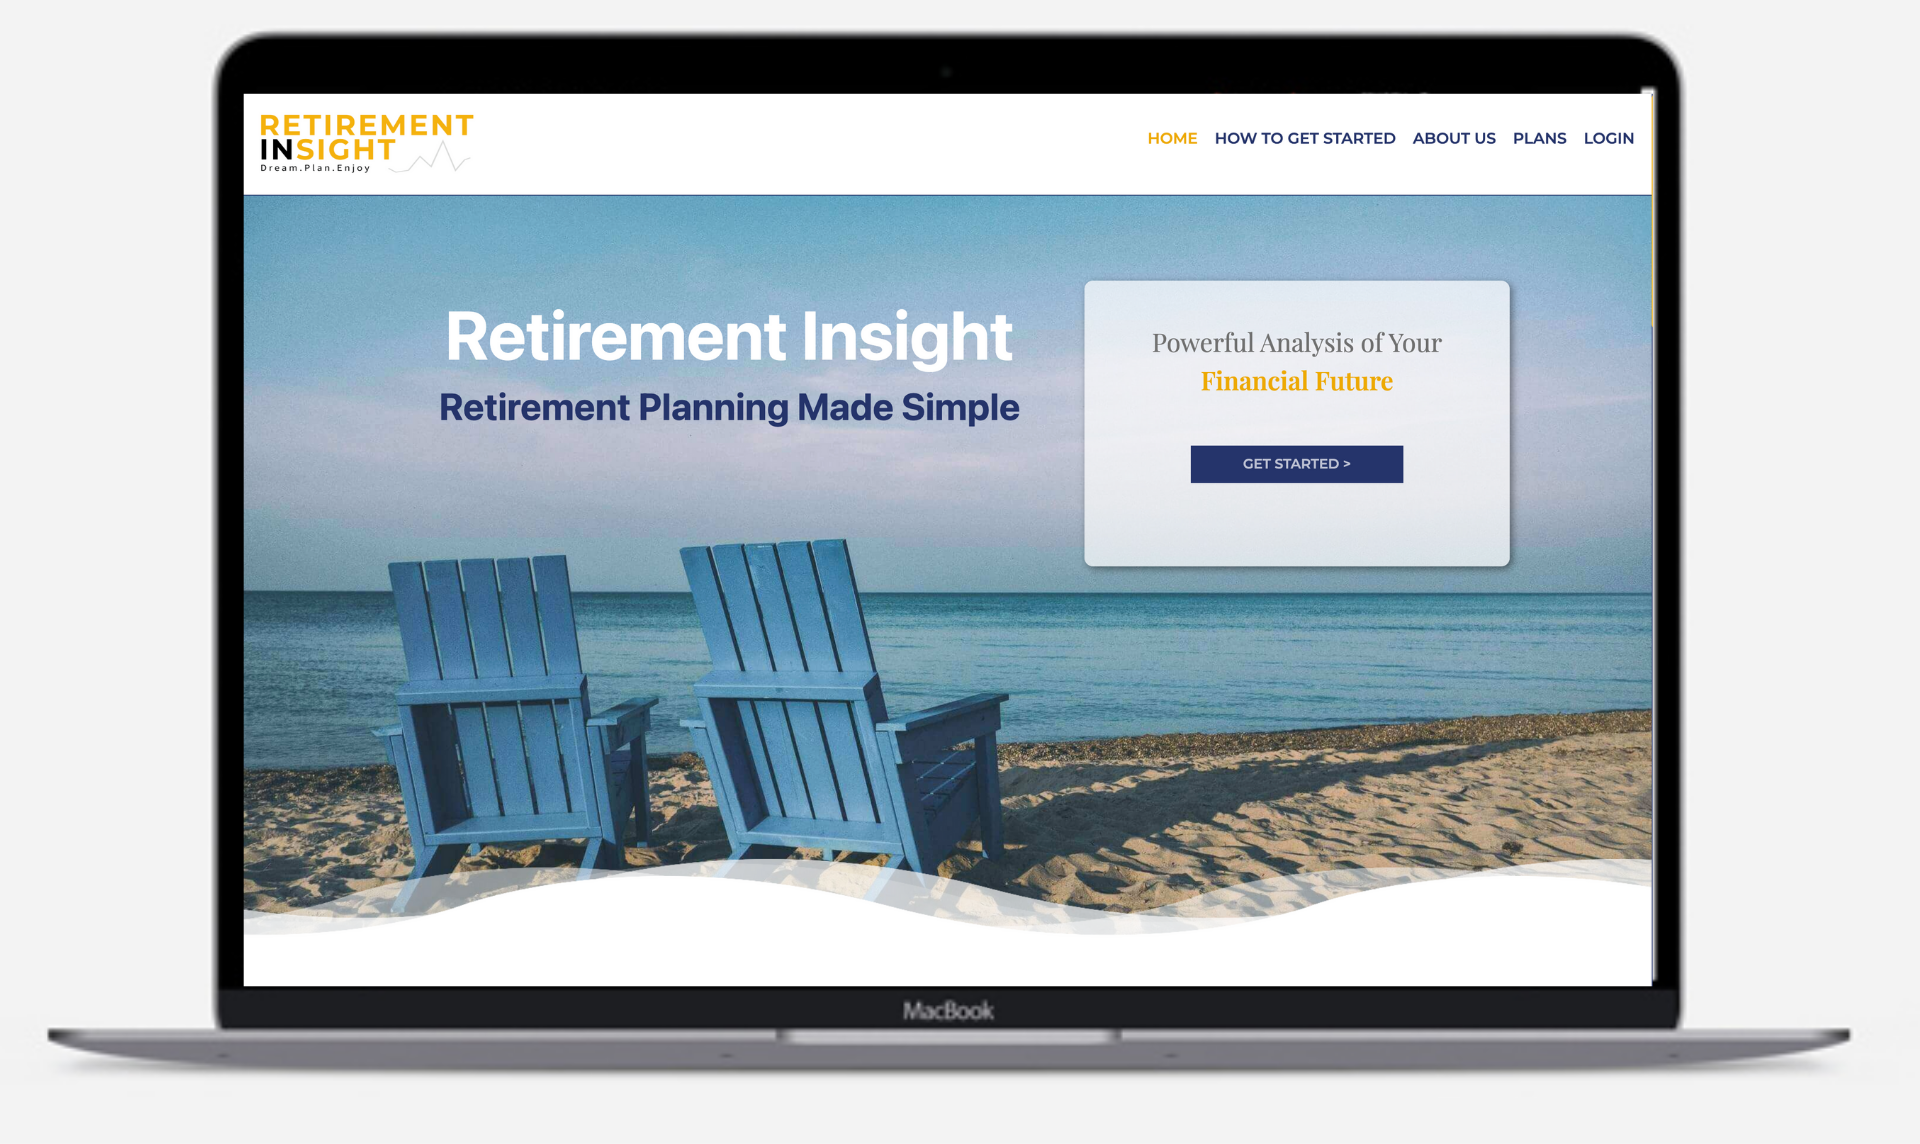 RETIREMENT
INSIGHT
Dream.Plan.Enjoy
HOME HOW TO GET STARTED ABOUT US PLANS LOGIN
Retirement Insight
Retirement Planning Made Simple
Powerful Analysis of Your
Financial Future
GET STARTED >
MacBook